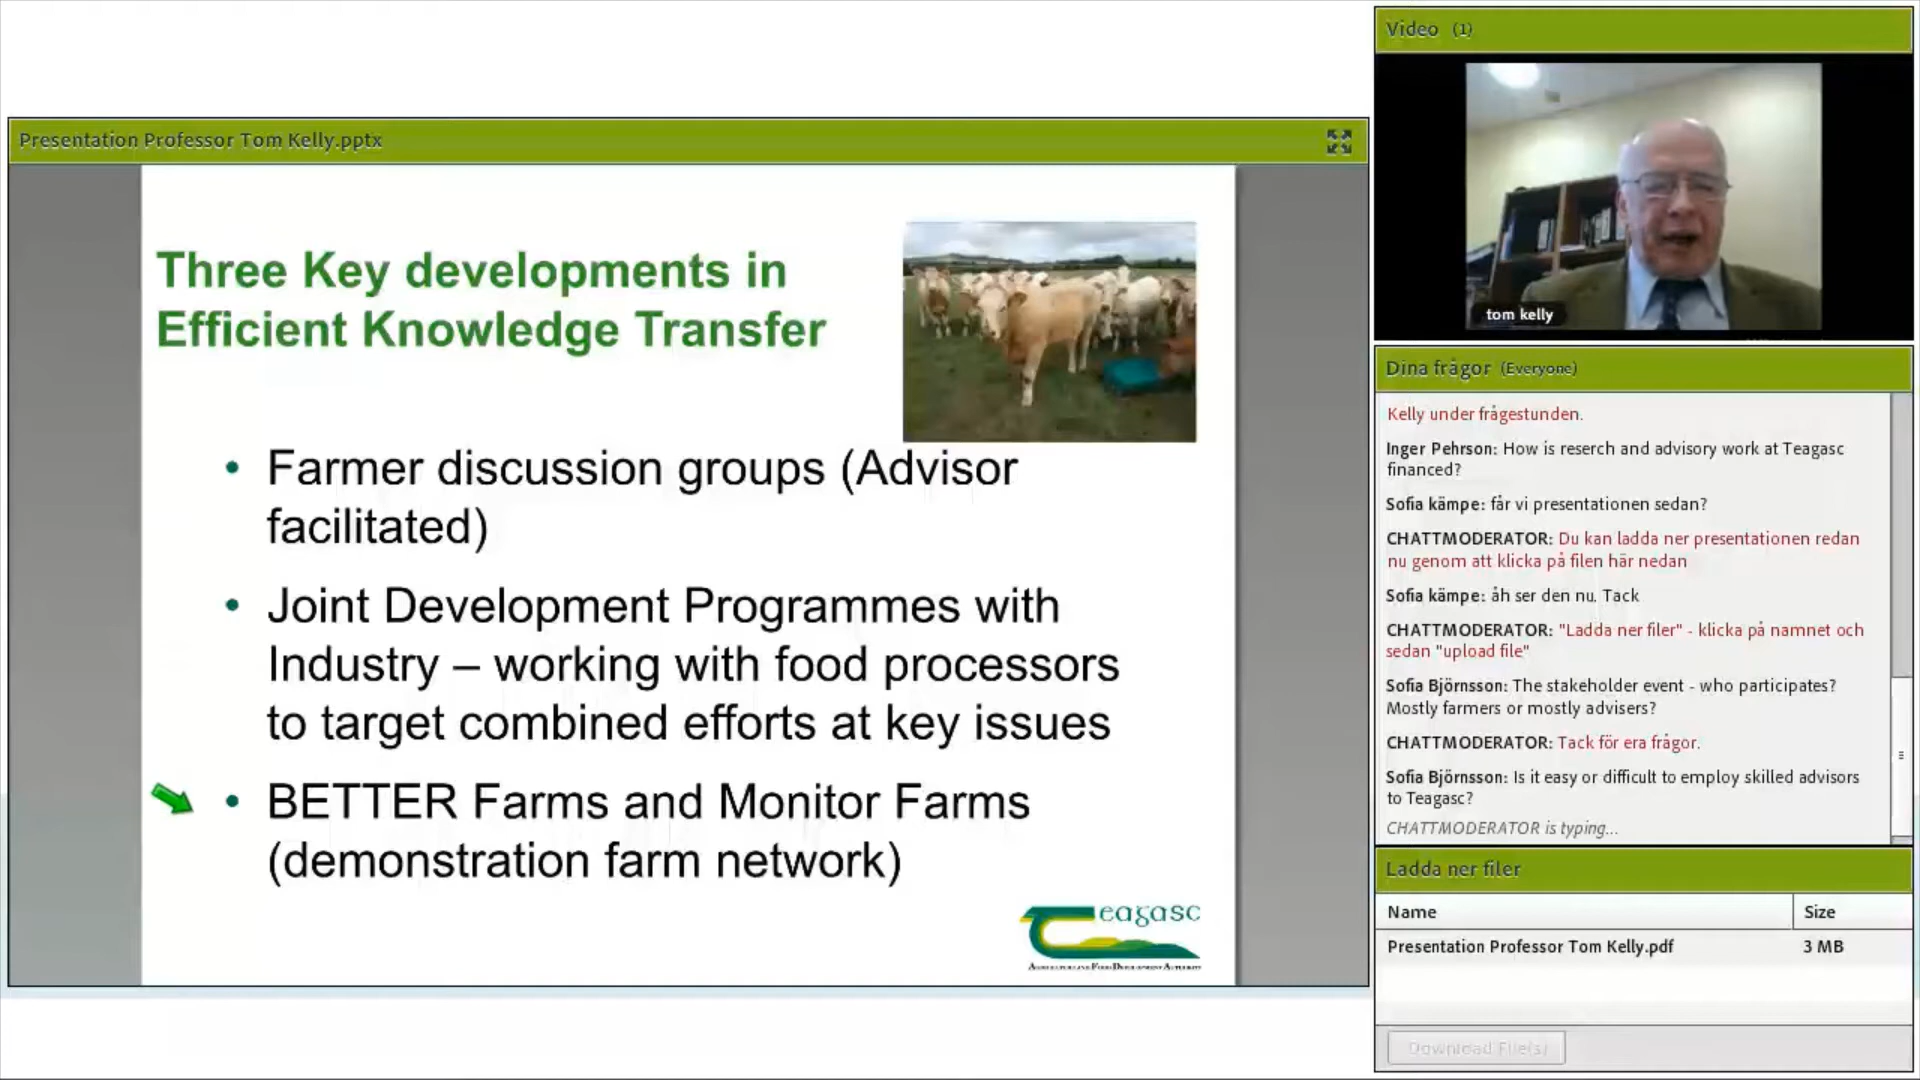 Presentation Professor Tom Kelly.pptx
Three Key developments in
Efficient Knowledge Transfer
• Farmer discussion groups (Advisor
facilitated)
• Joint Development Programmes with
Industry – working with food processors
to target combined efforts at key issues
• BETTER Farms and Monitor Farms
(demonstration farm network)
eagasc
Agriculture and Food Development Authority
Video (1)
tom kelly
Dina frågor (Everyone)
Kelly under frågestunden.
Inger Pehrson: How is reserch and advisory work at Teagasc
financed?
Sofia kämpe: får vi presentationen sedan?
CHATTMODERATOR: Du kan ladda ner presentationen redan
nu genom att klicka på filen här nedan
Sofia kämpe: åh ser den nu. Tack
CHATTMODERATOR: "Ladda ner filer" - klicka på namnet och
sedan "upload file"
Sofia Björnsson: The stakeholder event - who participates?
Mostly farmers or mostly advisers?
CHATTMODERATOR: Tack för era frågor.
Sofia Björnsson: Is it easy or difficult to employ skilled advisors
to Teagasc?
CHATTMODERATOR is typing...
Ladda ner filer
Name Size
Presentation Professor Tom Kelly.pdf 3 MB
Download File(s)